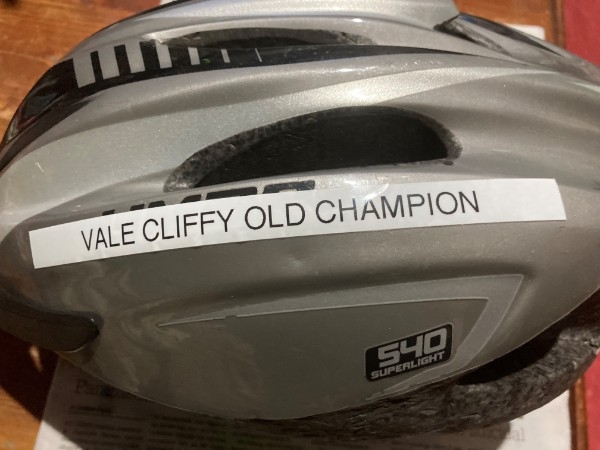 VALE CLIFFY OLD CHAMPION
540
SUPERLIGHT